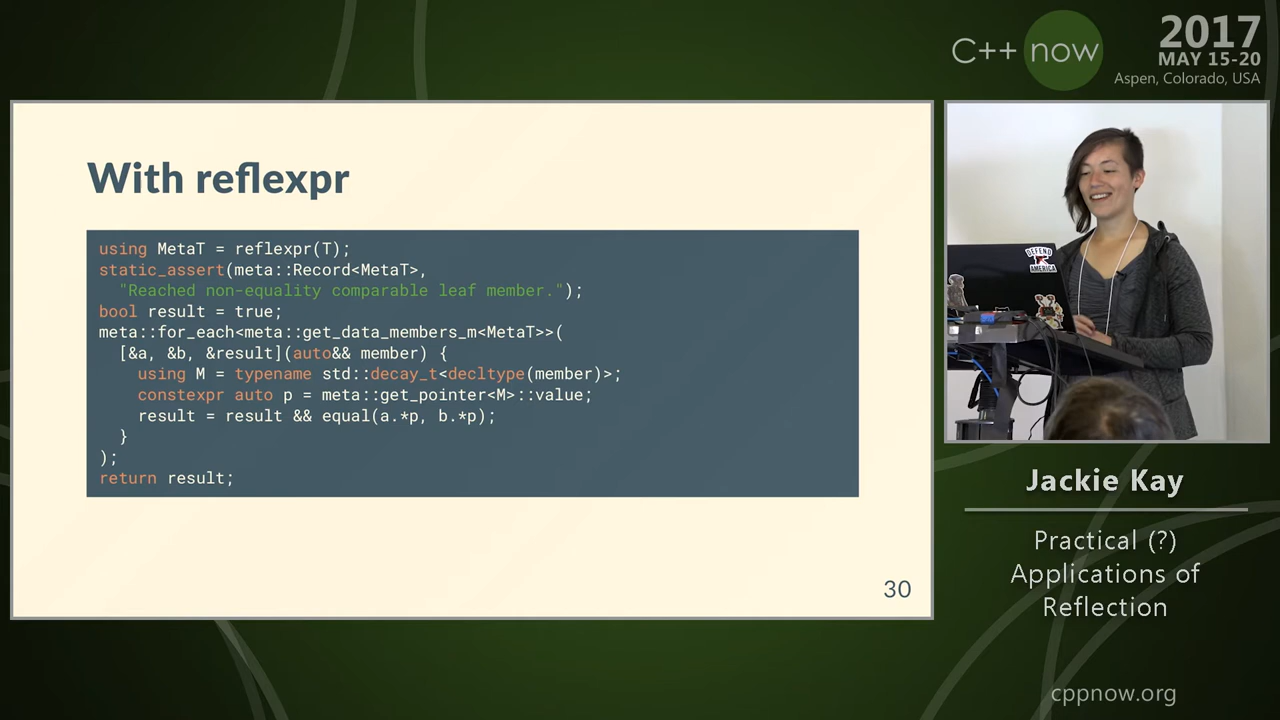 C++ now
2017
MAY 15-20
Aspen, Colorado, USA
With reflexpr
using MetaT = reflexpr(T);
static_assert(meta::Record<MetaT>,
"Reached non-equality comparable leaf member.");
bool result = true;
meta::for_each<meta::get_data_members_m<MetaT>>(
[&a, &b, &result](auto&& member) {
using M = typename std::decay_t<decltype(member)>;
constexpr auto p = meta::get_pointer<M>::value;
result = result && equal(a.*p, b.*p);
}
);
return result;
30
DEFEND
AMERICA
Jackie Kay
Practical (?)
Applications of
Reflection
cppnow.org